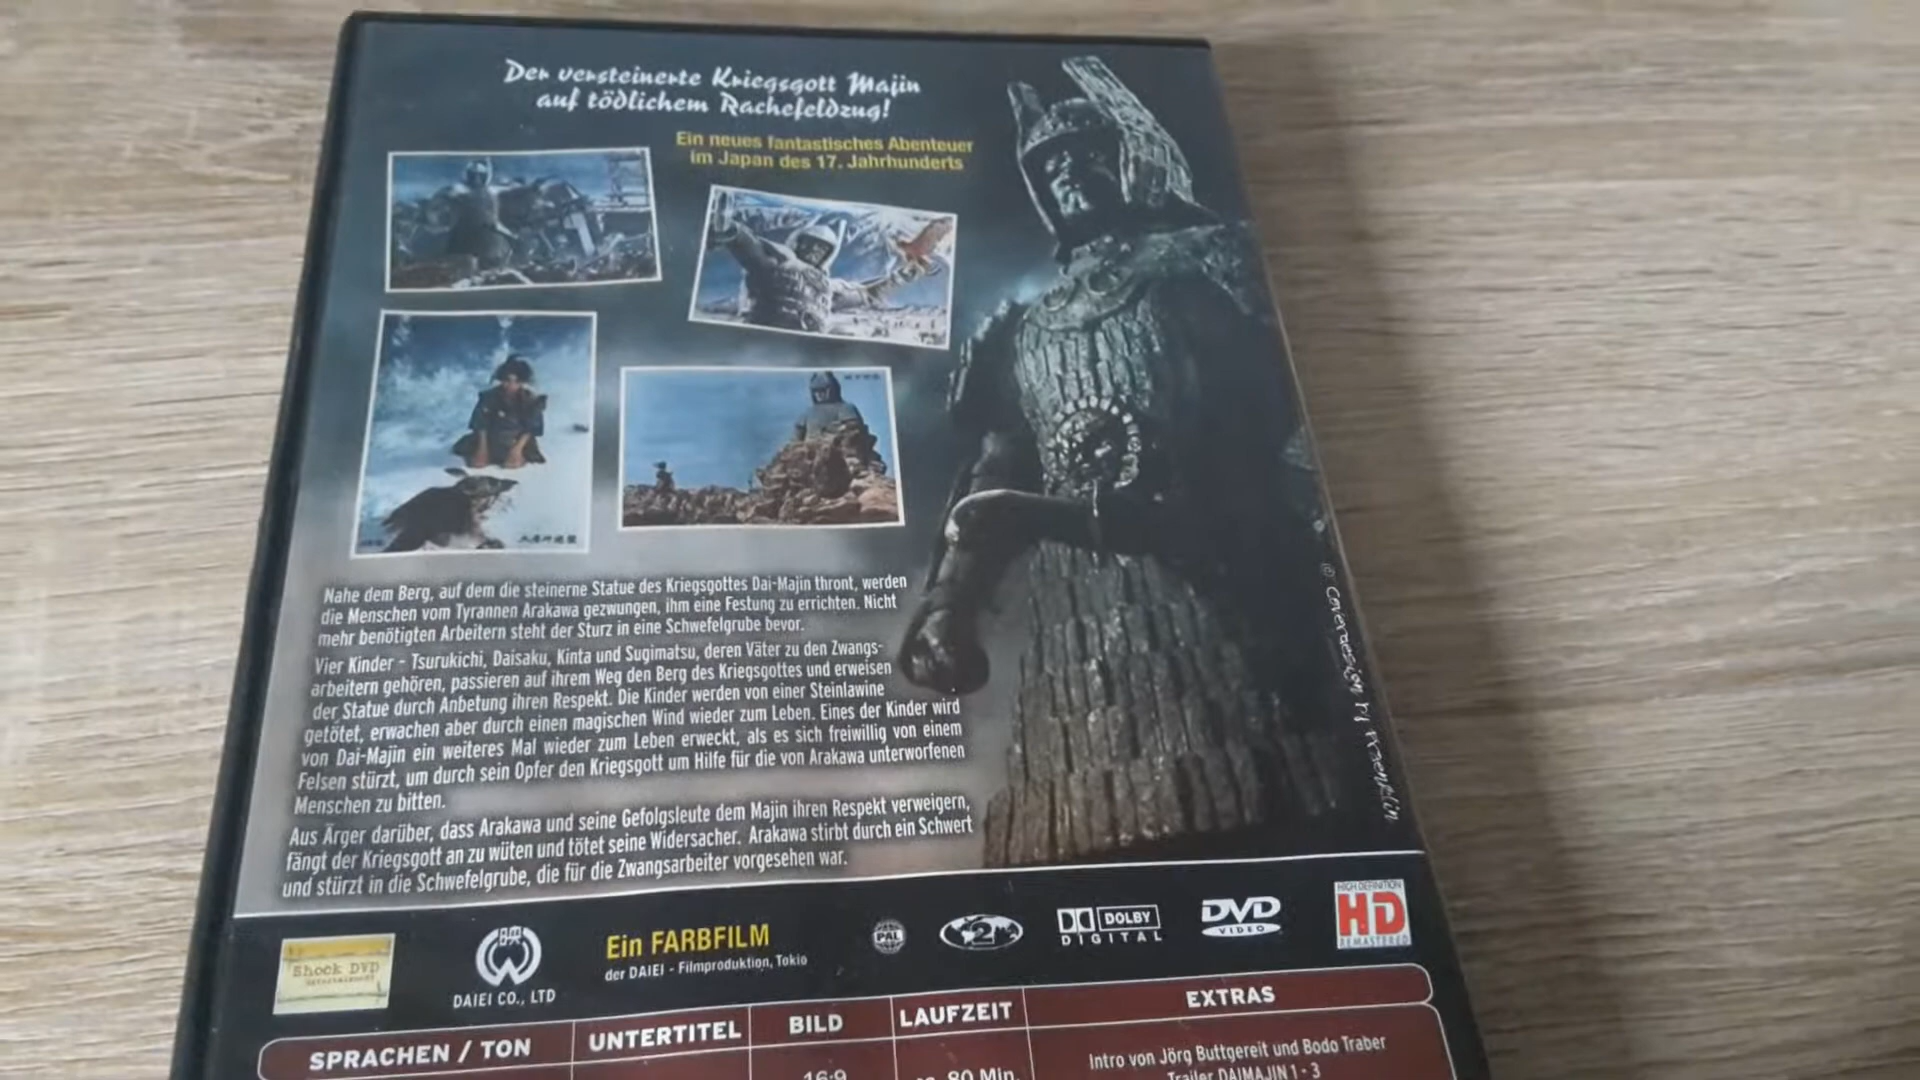 Der versteinerte Kriegsgott Majin
auf tödlichem Rachefeldzug!
Ein neues fantastisches Abenteuer
im Japan des 17. Jahrhunderts
Nahe dem Berg, auf dem die steinerne Statue des Kriegsgottes Dai-Majin thront, werden
die Menschen vom Tyrannen Arakawa gezwungen, ihm eine Festung zu errichten. Nicht
mehr benötigten Arbeitern steht der Sturz in eine Schwefelgrube bevor.
Vier Kinder - Tsurukichi, Daisaku, Kinta und Sugimatsu, deren Väter zu den Zwangs-
arbeitern gehören, passieren auf ihrem Weg den Berg des Kriegsgottes und erweisen
der Statue durch Anbetung ihren Respekt. Die Kinder werden von einer Steinlawine
getötet, erwachen aber durch einen magischen Wind wieder zum Leben. Eines der Kinder wird
von Dai-Majin ein weiteres Mal wieder zum Leben erweckt, als es sich freiwillig von einem
Felsen stürzt, um durch sein Opfer den Kriegsgott um Hilfe für die von Arakawa unterworfenen
Menschen zu bitten.
Aus Ärger darüber, dass Arakawa und seine Gefolgsleute dem Majin ihren Respekt verweigern,
fängt der Kriegsgott an zu wüten und tötet seine Widersacher. Arakawa stirbt durch ein Schwert
und stürzt in die Schwefelgrube, die für die Zwangsarbeiter vorgesehen war.
© Coverdesign by
Shock DVD
Entertainment
DAIEI CO., LTD
Ein FARBFILM
der DAIEI - Filmproduktion, Tokio
PAL
2
DOLBY
DIGITAL
DVD
VIDEO
HIGH DEFINITION
HD
REMASTERED
SPRACHEN / TON
UNTERTITEL
BILD
LAUFZEIT
EXTRAS
16:9
80 Min.
Intro von Jörg Buttgereit und Bodo Traber
Trailer DAIMAJIN 1 - 3